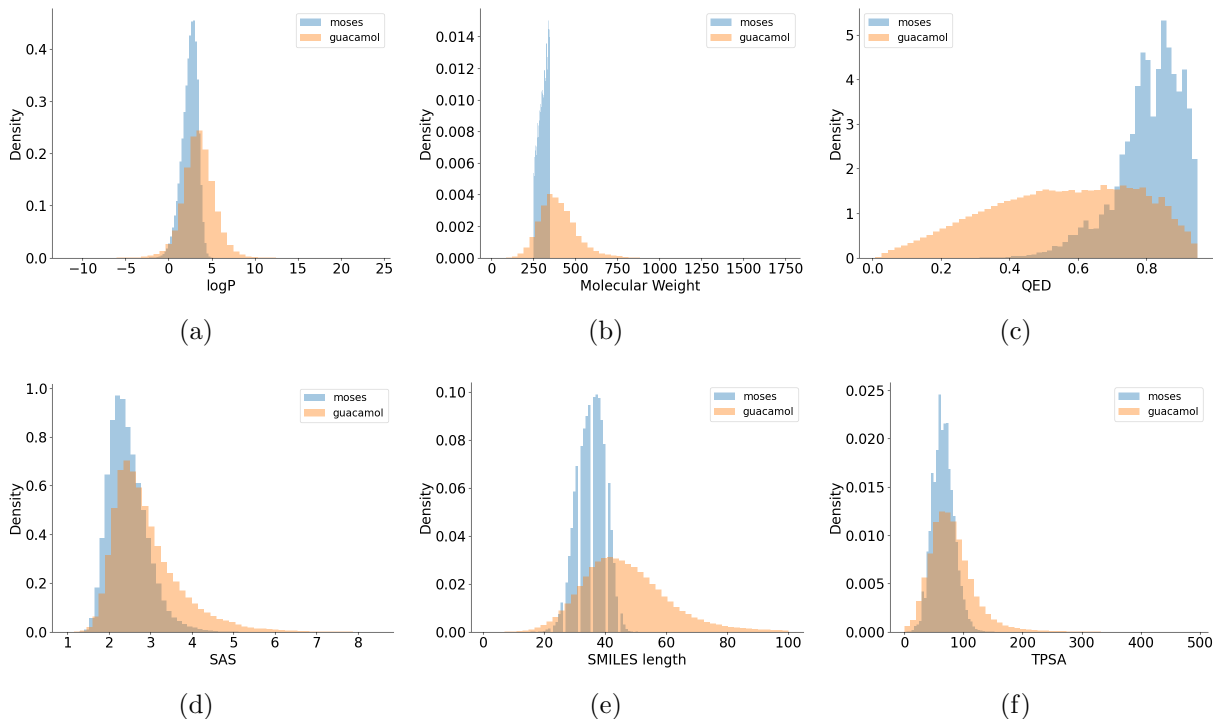 moses
guacamol
Density
0.4
0.3
0.2
0.1
0.0
−10 −5 0 5 10 15 20 25
logP
(a)
moses
guacamol
Density
0.014
0.012
0.010
0.008
0.006
0.004
0.002
0.000
0 250 500 750 1000 1250 1500 1750
Molecular Weight
(b)
moses
guacamol
Density
5
4
3
2
1
0
0.0 0.2 0.4 0.6 0.8
QED
(c)
moses
guacamol
Density
1.0
0.8
0.6
0.4
0.2
0.0
1 2 3 4 5 6 7 8
SAS
(d)
moses
guacamol
Density
0.10
0.08
0.06
0.04
0.02
0.00
0 20 40 60 80 100
SMILES length
(e)
moses
guacamol
Density
0.025
0.020
0.015
0.010
0.005
0.000
0 100 200 300 400 500
TPSA
(f)